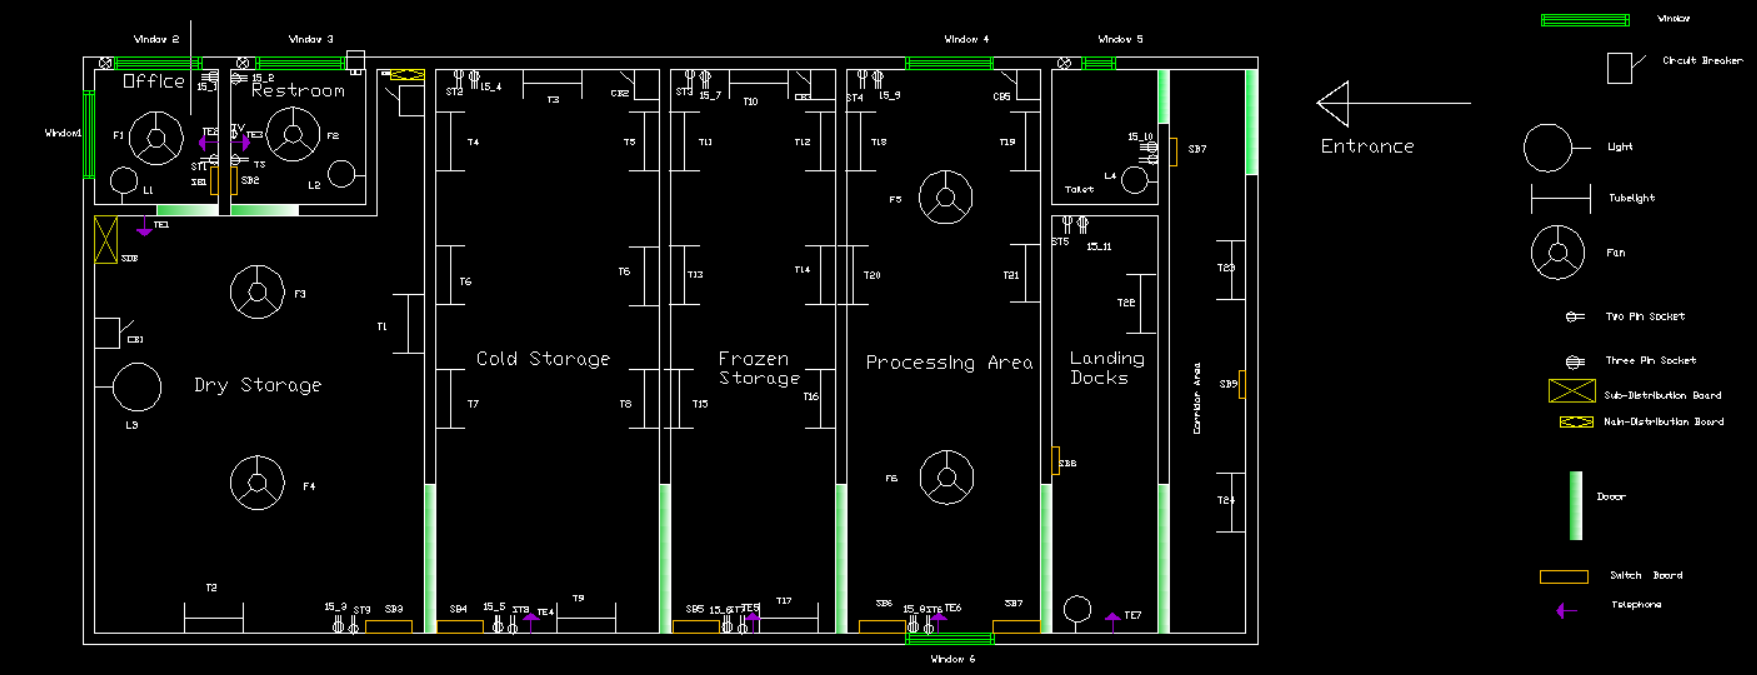 Window 2
Window 3
Window 4
Window 5
Window
Office
15_2
Restroom
15_1
ST2
15_4
T3
CB2
ST3
15_7
T10
ST4
15_9
CB5
Circuit Breaker
Window1
F1
TE2
TV
TE3
F2
T4
T5
T11
T12
T18
T19
15_10
SB7
Entrance
Light
ST1
SB1
TS
SB2
L1
L2
L4
Toilet
F5
Tubelight
TE1
ST5
15_11
SDB
F3
T6
T6
T13
T14
T20
T21
T23
Fan
T22
T1
CB1
Two Pin Socket
Dry Storage
Cold Storage
Frozen
Storage
Processing Area
Landing
Docks
Corridor Area
SB9
Three Pin Socket
Sub-Distribution Board
Main-Distribution Board
L3
T7
T8
T15
T16
F4
F6
SB8
T24
Dooor
T2
15_3
ST9
SB3
SB4
15_5
ST8
TE4
T9
SB5
TE5
T17
SB6
TE6
SB7
TE7
Switch Board
Telephone
Window 6